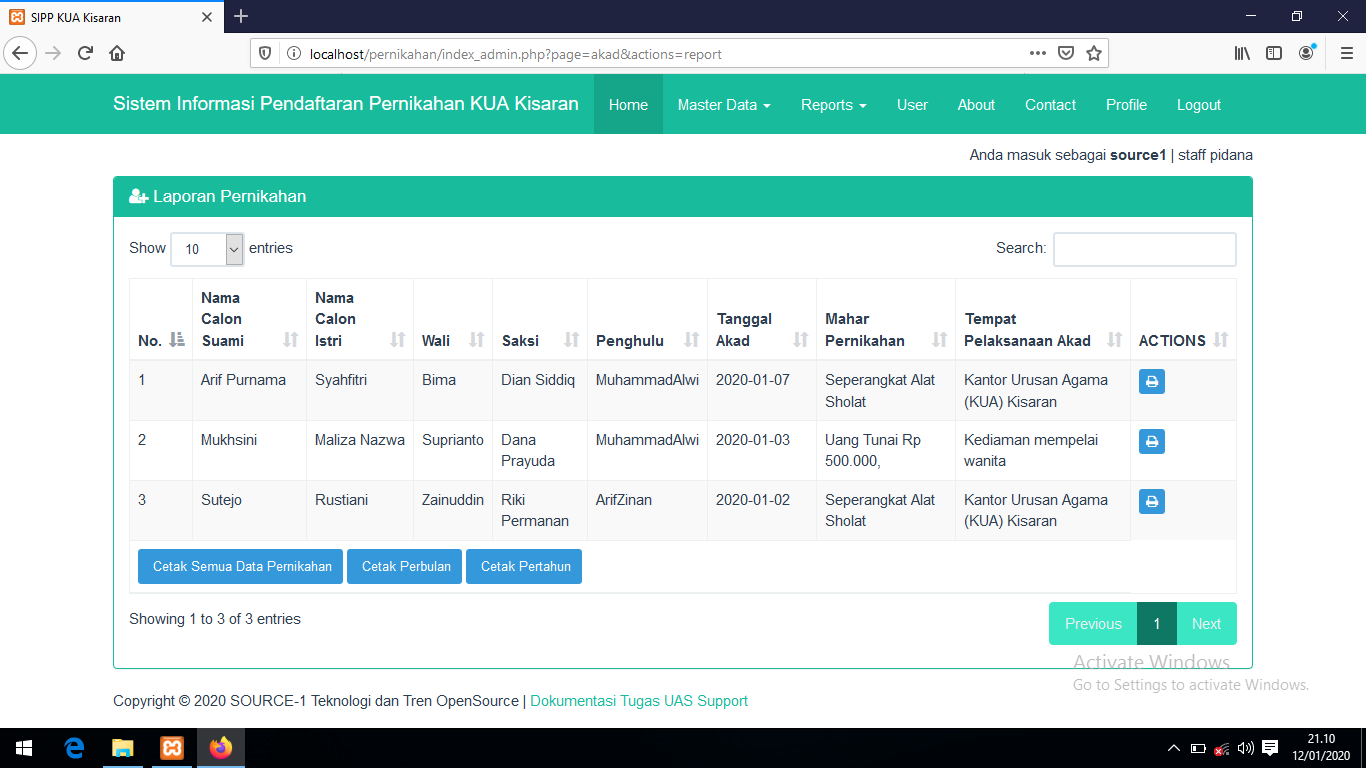 SIPP KUA Kisaran
localhost/pernikahan/index_admin.php?page=akad&actions=report
Sistem Informasi Pendaftaran Pernikahan KUA Kisaran Home Master Data Reports User About Contact Profile Logout
Anda masuk sebagai source1 | staff pidana
Laporan Pernikahan
Show 10 entries Search:
No. Nama Calon Suami Nama Calon Istri Wali Saksi Penghulu Tanggal Akad Mahar Pernikahan Tempat Pelaksanaan Akad ACTIONS
1 Arif Purnama Syahfitri Bima Dian Siddiq MuhammadAlwi 2020-01-07 Seperangkat Alat Sholat Kantor Urusan Agama (KUA) Kisaran
2 Mukhsini Maliza Nazwa Suprianto Dana Prayuda MuhammadAlwi 2020-01-03 Uang Tunai Rp 500.000, Kediaman mempelai wanita
3 Sutejo Rustiani Zainuddin Riki Permanan ArifZinan 2020-01-02 Seperangkat Alat Sholat Kantor Urusan Agama (KUA) Kisaran
Cetak Semua Data Pernikahan Cetak Perbulan Cetak Pertahun
Showing 1 to 3 of 3 entries Previous 1 Next
Activate Windows
Go to Settings to activate Windows.
Copyright © 2020 SOURCE-1 Teknologi dan Tren OpenSource | Dokumentasi Tugas UAS Support
21.10
12/01/2020